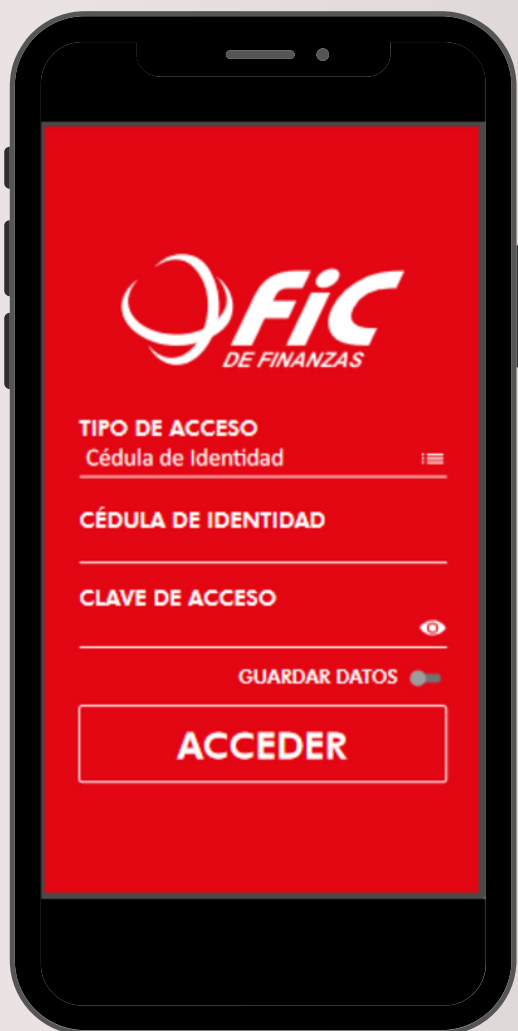 FiC
DE FINANZAS
TIPO DE ACCESO
Cédula de Identidad
CÉDULA DE IDENTIDAD
CLAVE DE ACCESO
GUARDAR DATOS
ACCEDER